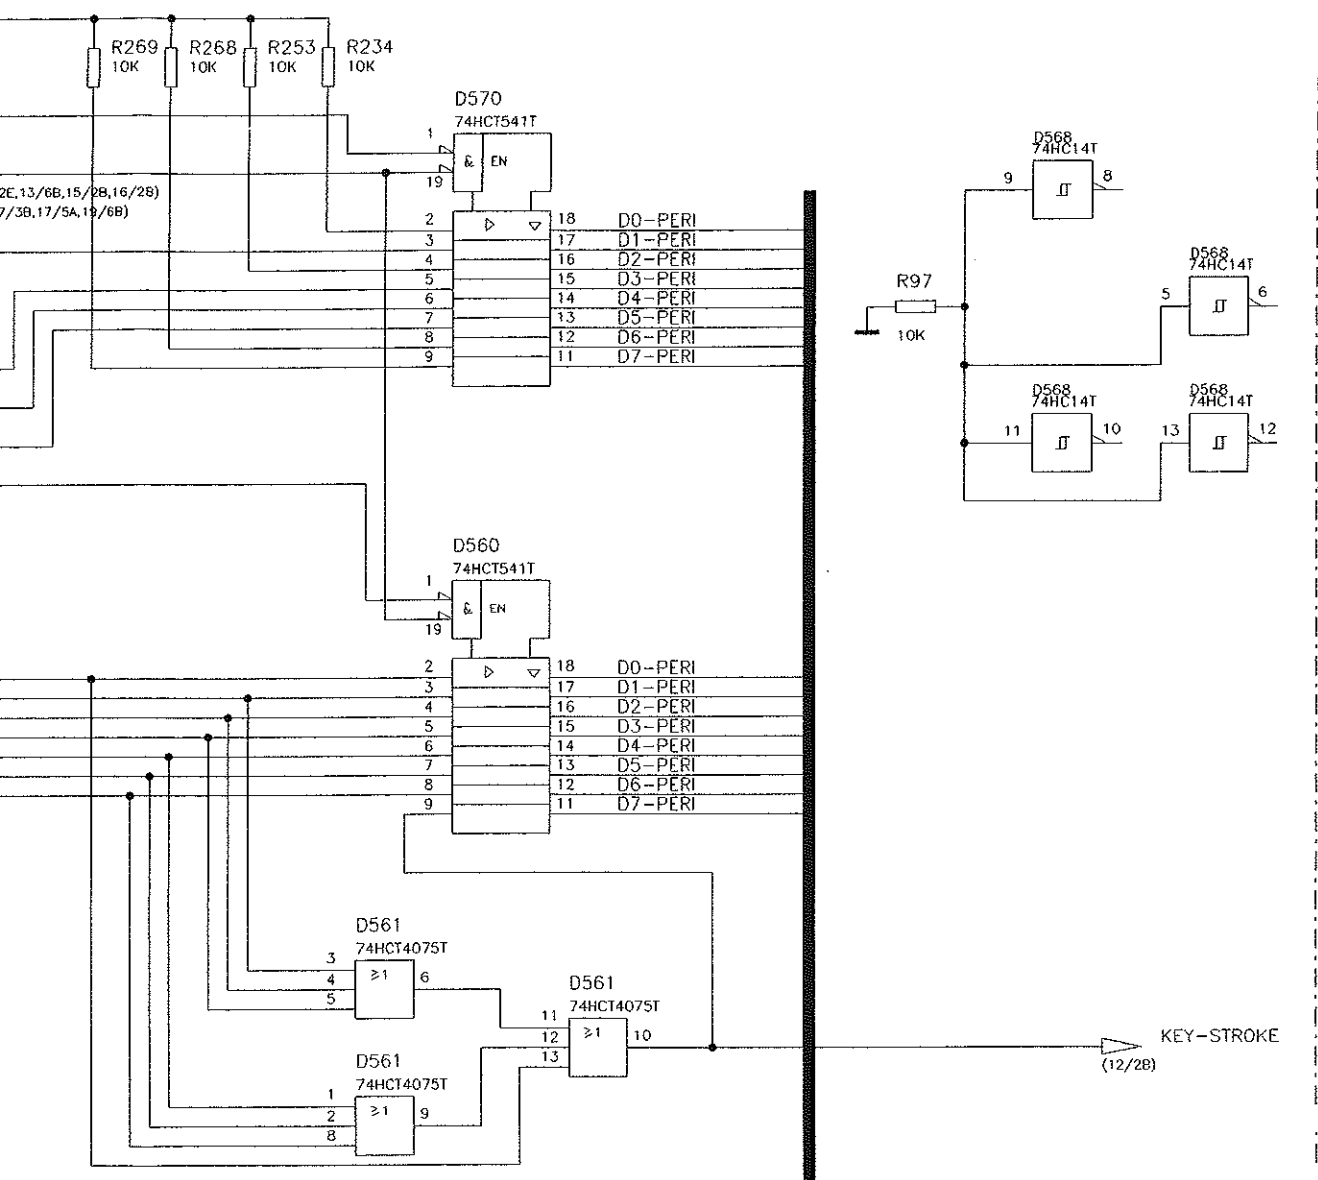 R269 R268 R253 R234
10K 10K 10K 10K
D570
74HCT541T
1
& EN
19
2E,13/6B,15/2B,16/2B)
7/3B,17/5A,19/6B)
2 18 D0-PERI
3 17 D1-PERI
4 16 D2-PERI
5 15 D3-PERI
6 14 D4-PERI
7 13 D5-PERI
8 12 D6-PERI
9 11 D7-PERI
D568
74HC14T
9 8
D568
74HC14T
5 6
R97
10K
D568
74HC14T
11 10
D568
74HC14T
13 12
D560
74HCT541T
1
& EN
19
2 18 D0-PERI
3 17 D1-PERI
4 16 D2-PERI
5 15 D3-PERI
6 14 D4-PERI
7 13 D5-PERI
8 12 D6-PERI
9 11 D7-PERI
D561
74HCT4075T
3
4
5
≥1
6
D561
74HCT4075T
11
12
13
≥1
10
KEY-STROKE
(12/2B)
D561
74HCT4075T
1
2
8
≥1
9